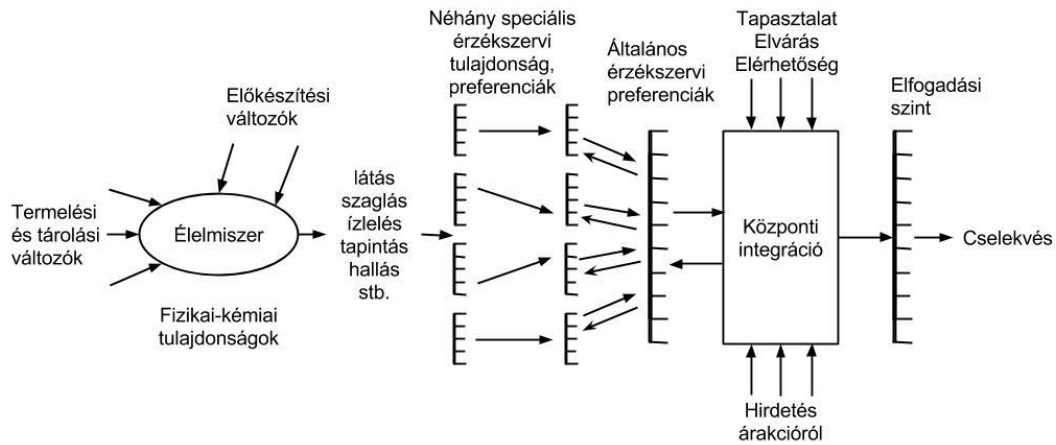 Termelési
és tárolási
változók
Előkészítési
változók
Élelmiszer
Fizikai-kémiai
tulajdonságok
látás
szaglás
ízlelés
tapintás
hallás
stb.
Néhány speciális
érzékszervi
tulajdonság,
preferenciák
Általános
érzékszervi
preferenciák
Tapasztalat
Elvárás
Elérhetőség
Központi
integráció
Hirdetés
árakcióról
Elfogadási
szint
Cselekvés